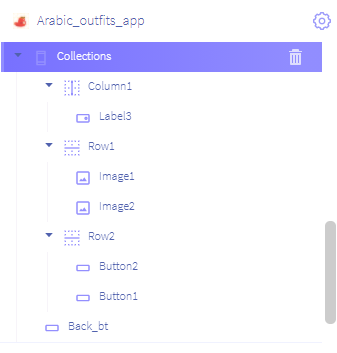 Arabic_outfits_app
Collections
Column1
Label3
Row1
Image1
Image2
Row2
Button2
Button1
Back_bt